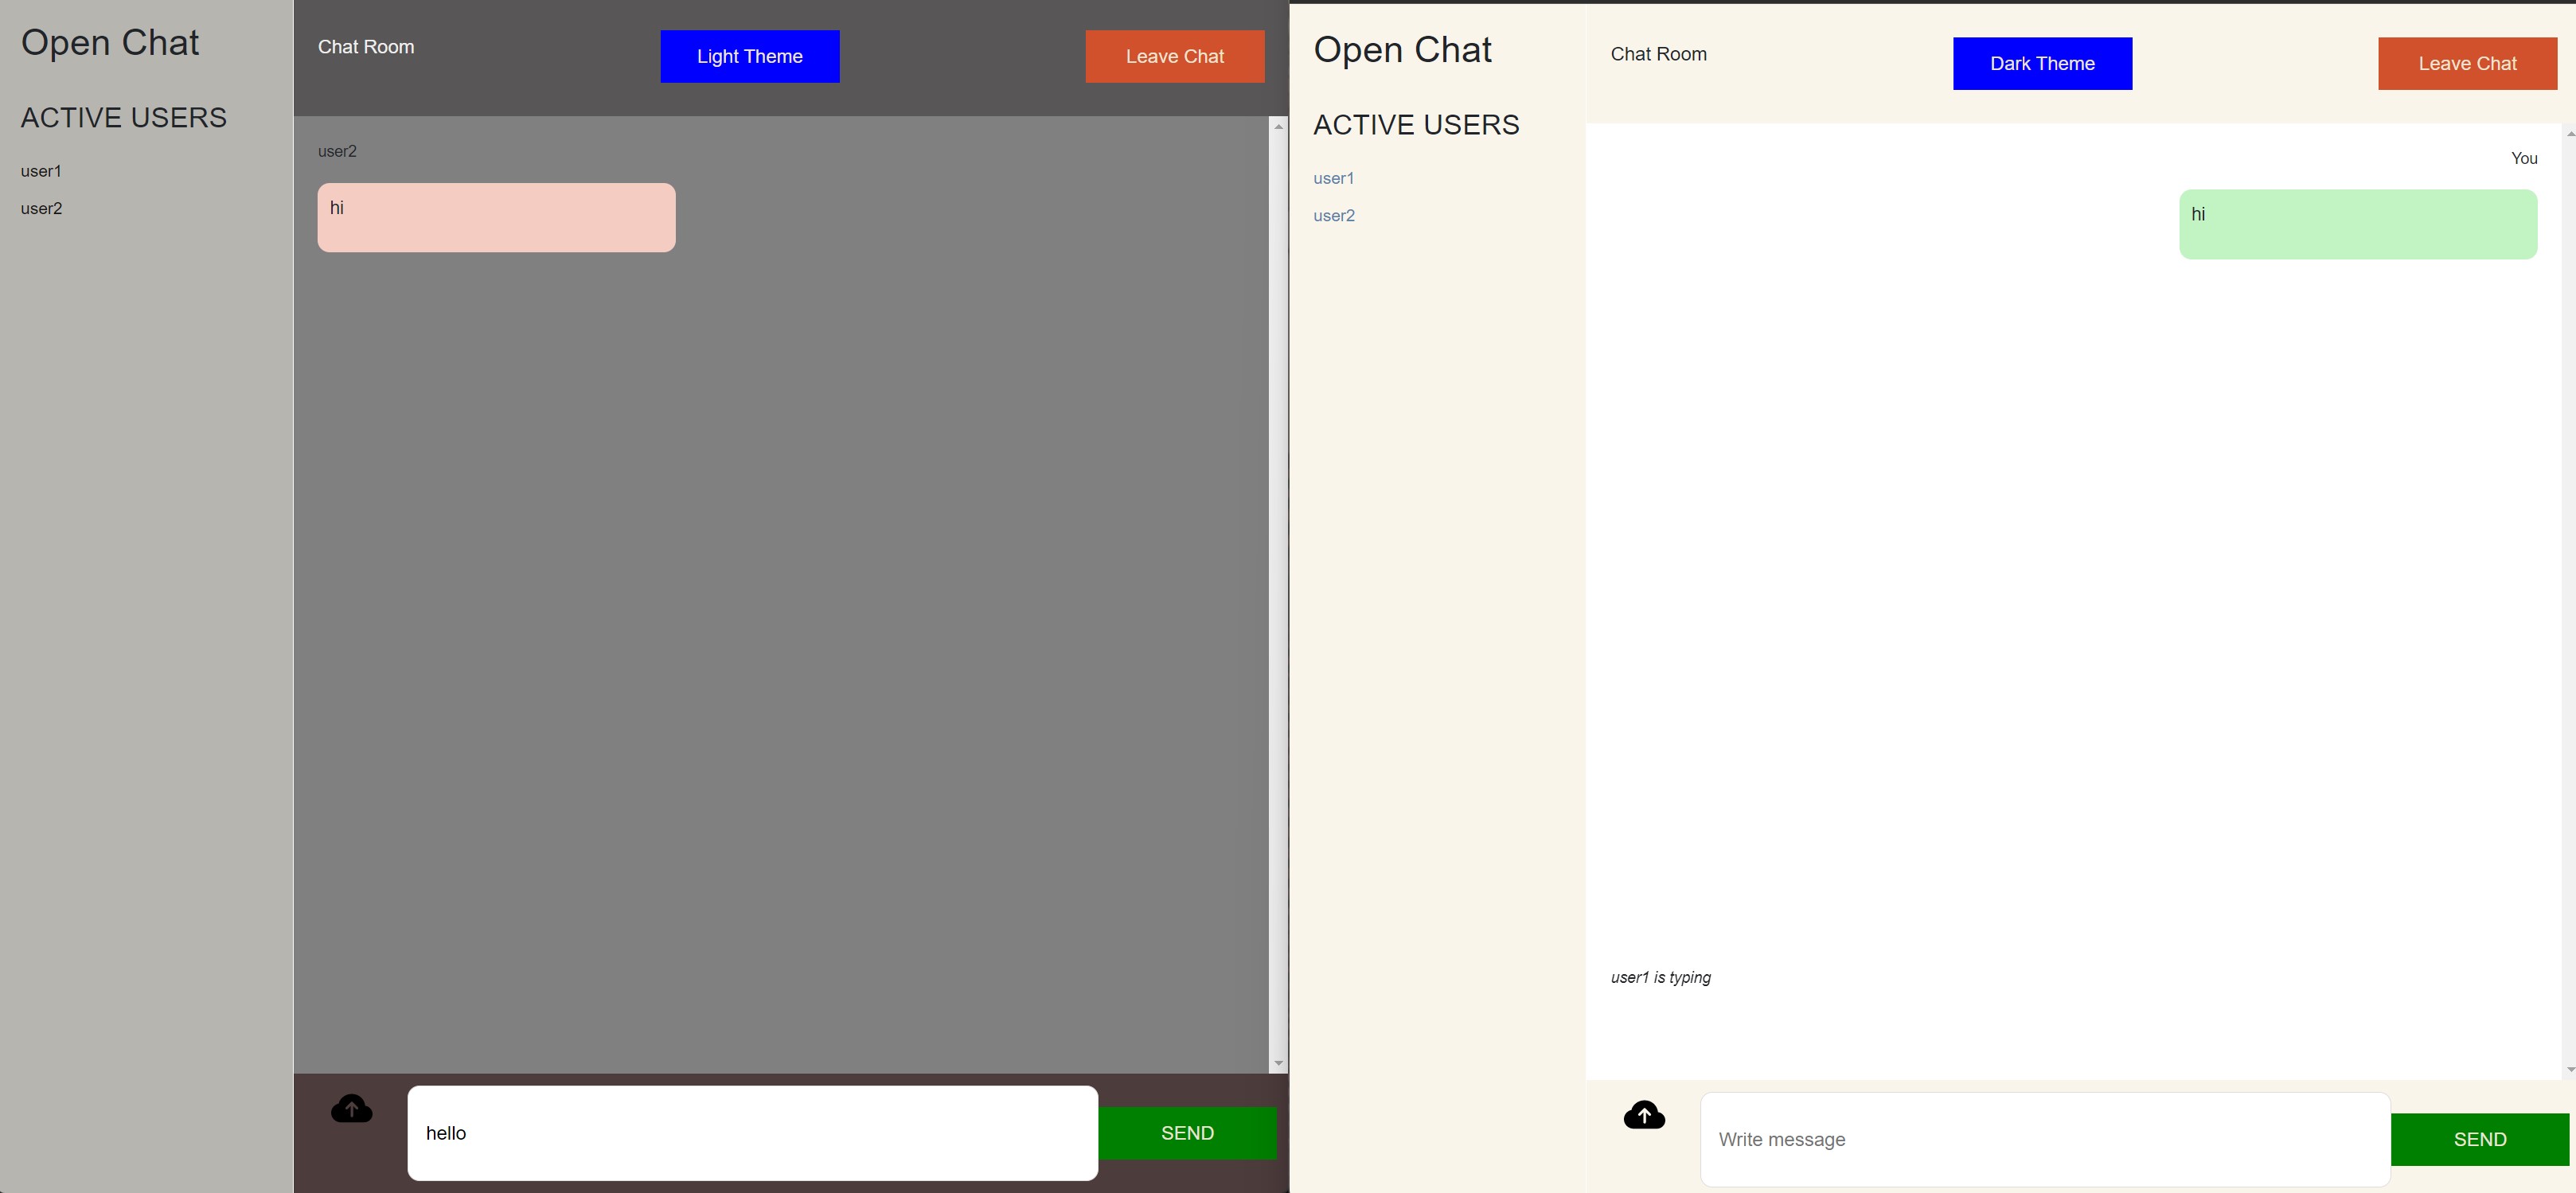 Open Chat
ACTIVE USERS
user1
user2
Chat Room
Light Theme
Leave Chat
user2
hi
hello
SEND
Open Chat
ACTIVE USERS
user1
user2
Chat Room
Dark Theme
Leave Chat
You
hi
user1 is typing
Write message
SEND